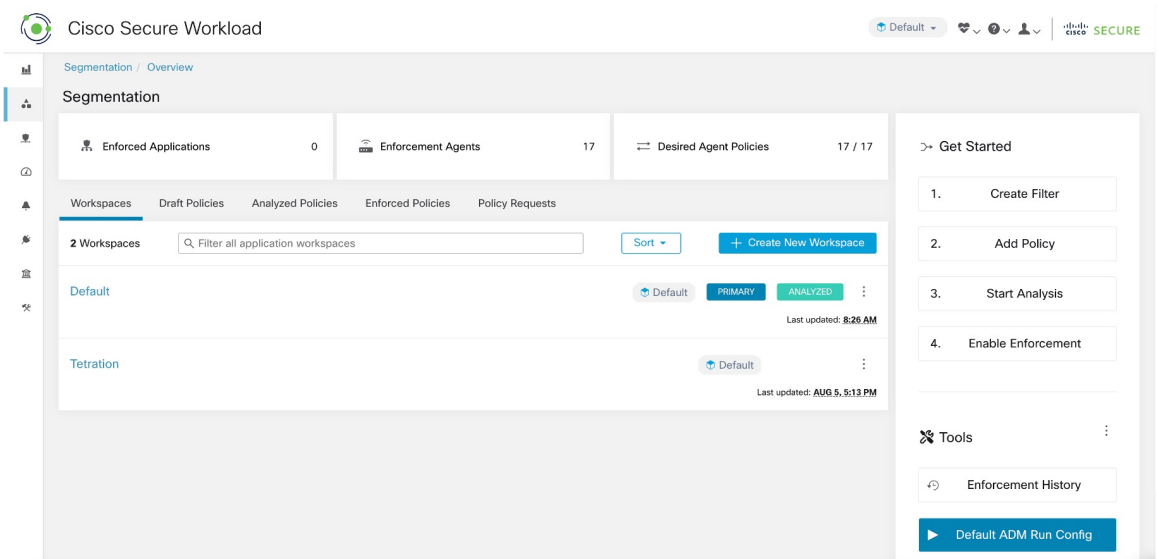 Cisco Secure Workload
Default
cisco SECURE
Segmentation / Overview
Segmentation
Enforced Applications 0
Enforcement Agents 17
Desired Agent Policies 17 / 17
Workspaces Draft Policies Analyzed Policies Enforced Policies Policy Requests
2 Workspaces Filter all application workspaces Sort + Create New Workspace
Default Default PRIMARY ANALYZED
Last updated: 8:26 AM
Tetration Default
Last updated: AUG 5, 5:13 PM
Get Started
1. Create Filter
2. Add Policy
3. Start Analysis
4. Enable Enforcement
Tools
Enforcement History
Default ADM Run Config